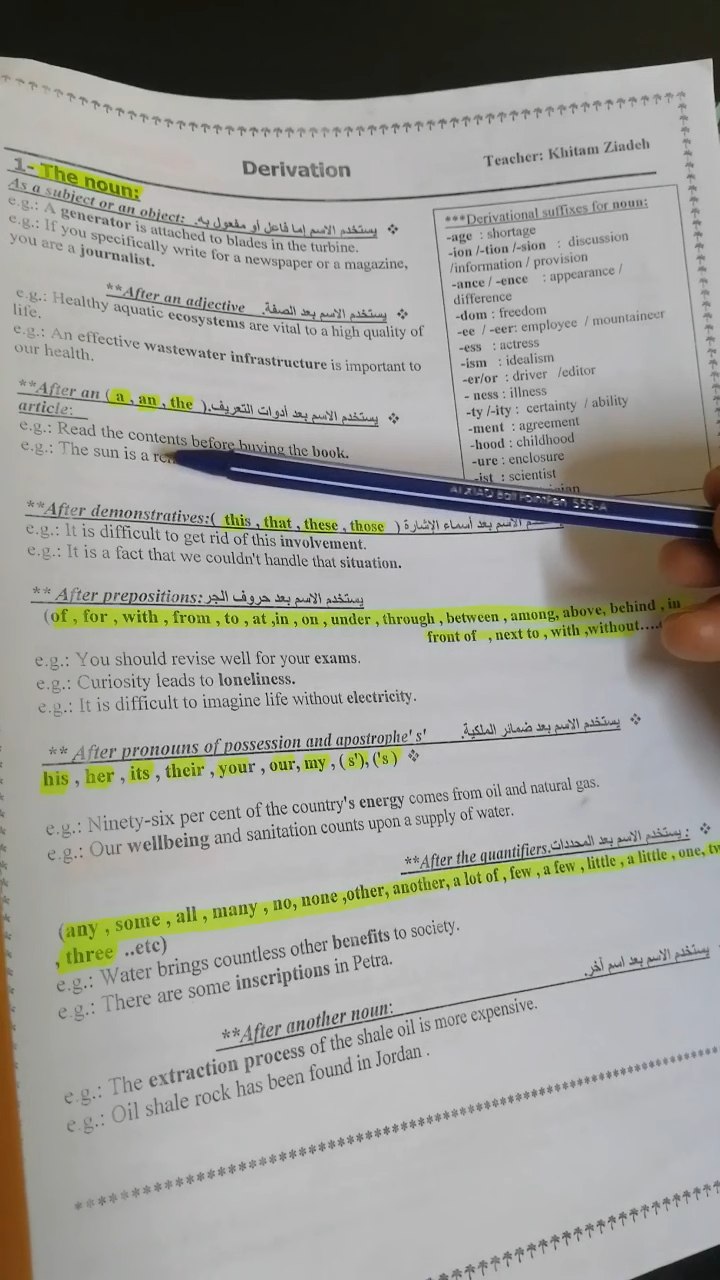 Derivation
Teacher: Khitam Ziadeh
1- The noun:
As a subject or an object: يستخدم الاسم إما فاعل أو مفعول به.
e.g.: A generator is attached to blades in the turbine.
e.g.: If you specifically write for a newspaper or a magazine,
you are a journalist.
**After an adjective يستخدم الاسم بعد الصفة.
e.g.: Healthy aquatic ecosystems are vital to a high quality of
life.
e.g.: An effective wastewater infrastructure is important to
our health.
**After an ( a , an , the ) يستخدم الاسم بعد أدوات التعريف.
article:
e.g.: Read the contents before buying the book.
e.g.: The sun is a
***Derivational suffixes for noun:
-age : shortage
-ion /-tion /-sion : discussion
/information / provision
-ance / -ence : appearance /
difference
-dom : freedom
-ee / -eer: employee / mountaineer
-ess : actress
-ism : idealism
-er/or : driver /editor
- ness : illness
-ty /-ity : certainty / ability
-ment : agreement
-hood : childhood
-ure : enclosure
-ist : scientist
AIXIAO Ball PointPen 555-A
**After demonstratives:( this , that , these , those ) الاسم بعد أسماء الإشارة
e.g.: It is difficult to get rid of this involvement.
e.g.: It is a fact that we couldn't handle that situation.
** After prepositions: يستخدم الاسم بعد حروف الجر
(of , for , with , from , to , at ,in , on , under , through , between , among, above, behind , in
front of , next to , with ,without....
e.g.: You should revise well for your exams.
e.g.: Curiosity leads to loneliness.
e.g.: It is difficult to imagine life without electricity.
** After pronouns of possession and apostrophe' s' يستخدم الاسم بعد ضمائر الملكية.
his , her , its , their , your , our, my , ( s'), ('s)
e.g.: Ninety-six per cent of the country's energy comes from oil and natural gas.
e.g.: Our wellbeing and sanitation counts upon a supply of water.
**After the quantifiers. يستخدم الاسم بعد المحددات:
(any , some , all , many , no, none ,other, another, a lot of , few , a few , little , a little , one,
, three ..etc)
e.g.: Water brings countless other benefits to society.
e.g.: There are some inscriptions in Petra.
**After another noun: يستخدم الاسم بعد اسم آخر.
e.g.: The extraction process of the shale oil is more expensive.
e.g.: Oil shale rock has been found in Jordan .